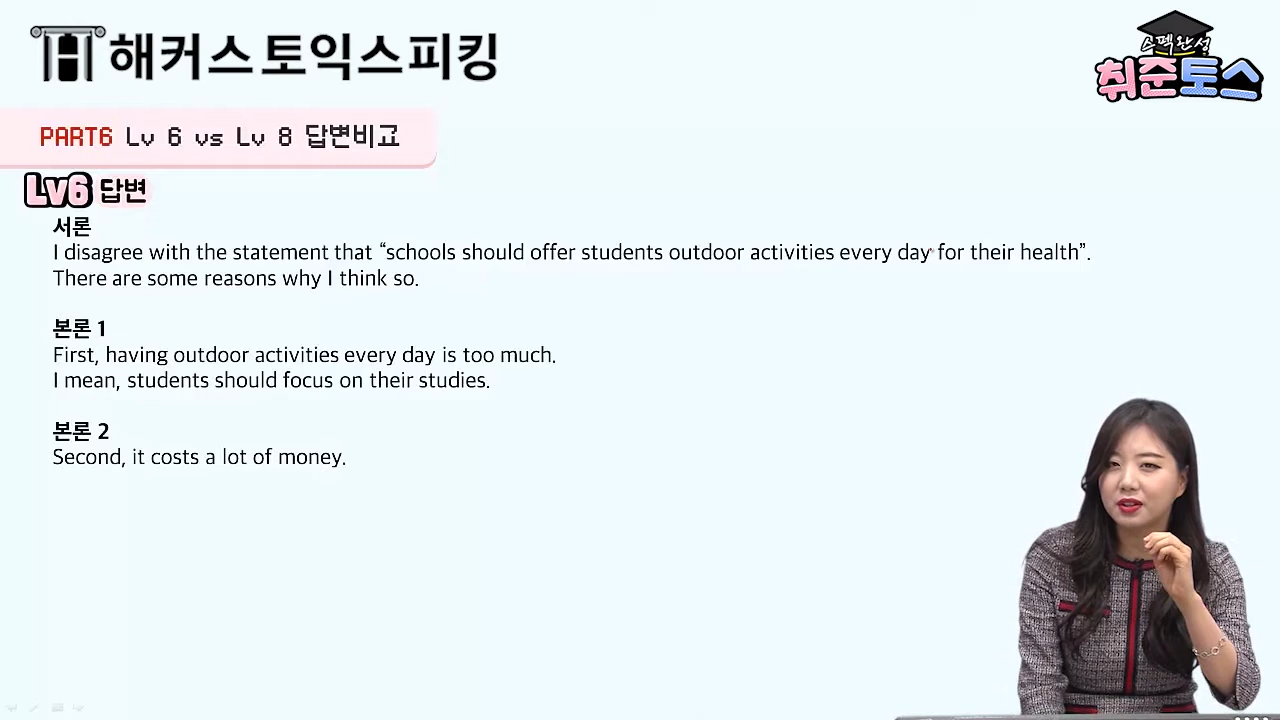 해커스 토익스피킹
스펙완성
취준토스
PART6 Lv 6 vs Lv 8 답변비교
Lv6 답변
서론
I disagree with the statement that “schools should offer students outdoor activities every day for their health”.
There are some reasons why I think so.
본론 1
First, having outdoor activities every day is too much.
I mean, students should focus on their studies.
본론 2
Second, it costs a lot of money.